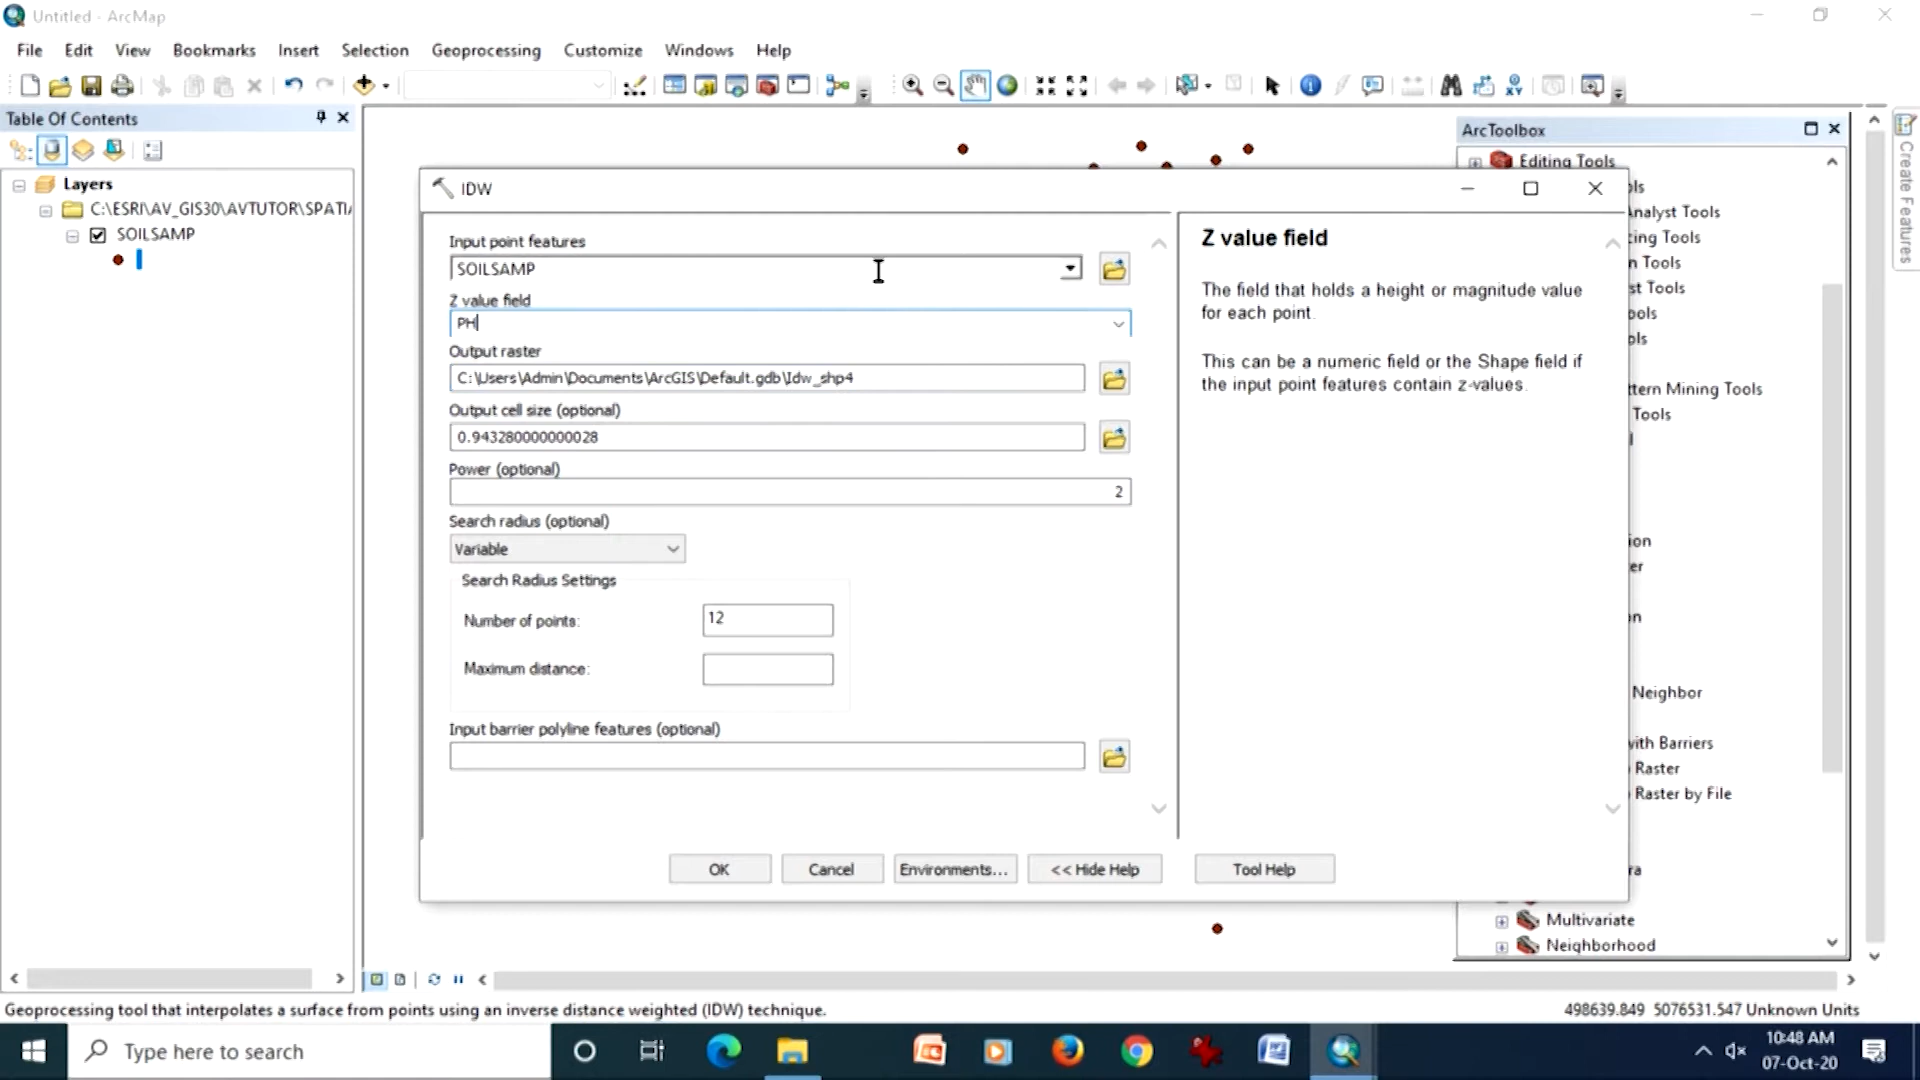 Untitled - ArcMap
File Edit View Bookmarks Insert Selection Geoprocessing Customize Windows Help
Table Of Contents
Layers
C:\ESRI\AV_GIS30\AVTUTOR\SPATI
SOILSAMP
IDW
Input point features
SOILSAMP
Z value field
PH
Output raster
C:\Users\Admin\Documents\ArcGIS\Default.gdb\Idw_shp4
Output cell size (optional)
0.943280000000028
Power (optional)
2
Search radius (optional)
Variable
Search Radius Settings
Number of points:
12
Maximum distance:
Input barrier polyline features (optional)
OK Cancel Environments... << Hide Help Tool Help
Z value field
The field that holds a height or magnitude value
for each point.
This can be a numeric field or the Shape field if
the input point features contain z-values.
ArcToolbox
Editing Tools
ls
Analyst Tools
ing Tools
n Tools
st Tools
ools
ols
ttern Mining Tools
Tools
l
ion
er
on
Neighbor
with Barriers
Raster
Raster by File
ra
Multivariate
Neighborhood
Create Features
Geoprocessing tool that interpolates a surface from points using an inverse distance weighted (IDW) technique.
498639.849 5076531.547 Unknown Units
Type here to search
10:48 AM
07-Oct-20